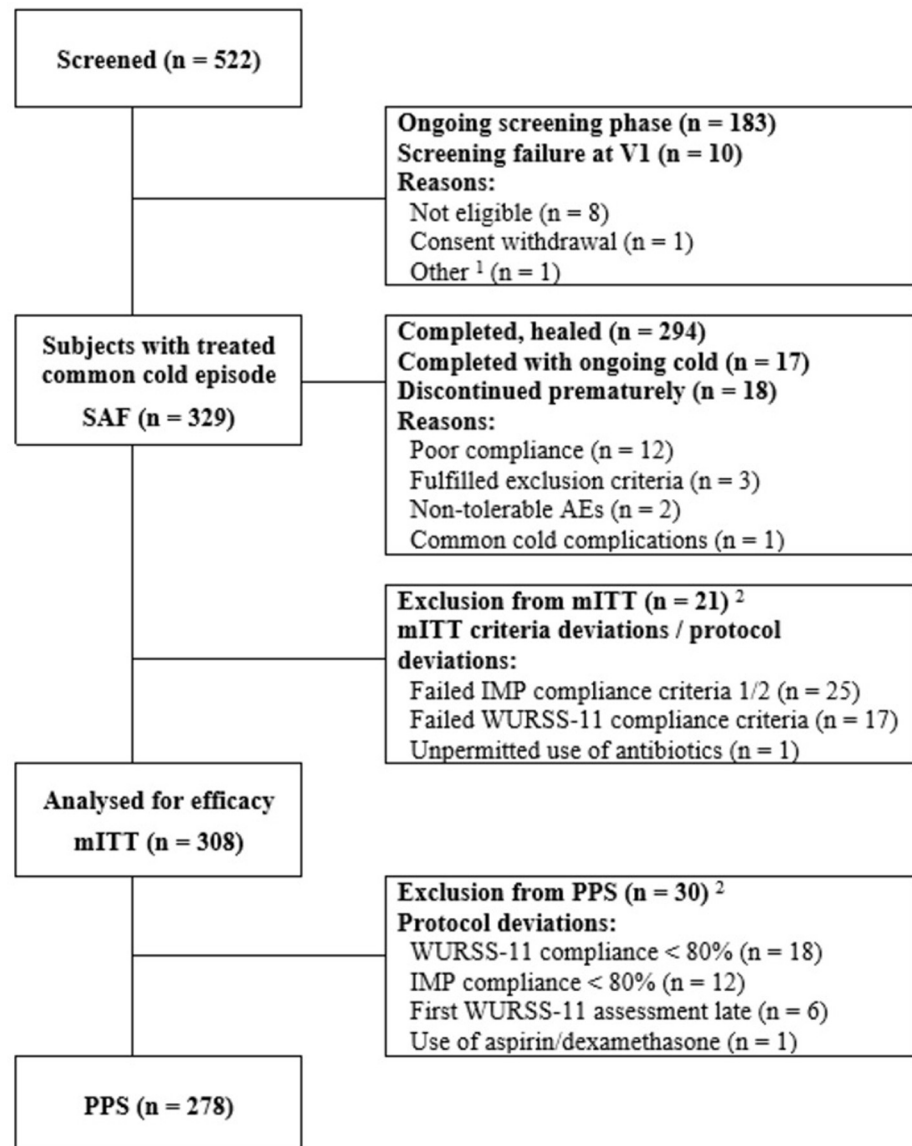 Screened (n = 522)
Ongoing screening phase (n = 183)
Screening failure at V1 (n = 10)
Reasons:
Not eligible (n = 8)
Consent withdrawal (n = 1)
Other ¹ (n = 1)
Subjects with treated
common cold episode
SAF (n = 329)
Completed, healed (n = 294)
Completed with ongoing cold (n = 17)
Discontinued prematurely (n = 18)
Reasons:
Poor compliance (n = 12)
Fulfilled exclusion criteria (n = 3)
Non-tolerable AEs (n = 2)
Common cold complications (n = 1)
Exclusion from mITT (n = 21) ²
mITT criteria deviations / protocol
deviations:
Failed IMP compliance criteria 1/2 (n = 25)
Failed WURSS-11 compliance criteria (n = 17)
Unpermitted use of antibiotics (n = 1)
Analysed for efficacy
mITT (n = 308)
Exclusion from PPS (n = 30) ²
Protocol deviations:
WURSS-11 compliance < 80% (n = 18)
IMP compliance < 80% (n = 12)
First WURSS-11 assessment late (n = 6)
Use of aspirin/dexamethasone (n = 1)
PPS (n = 278)